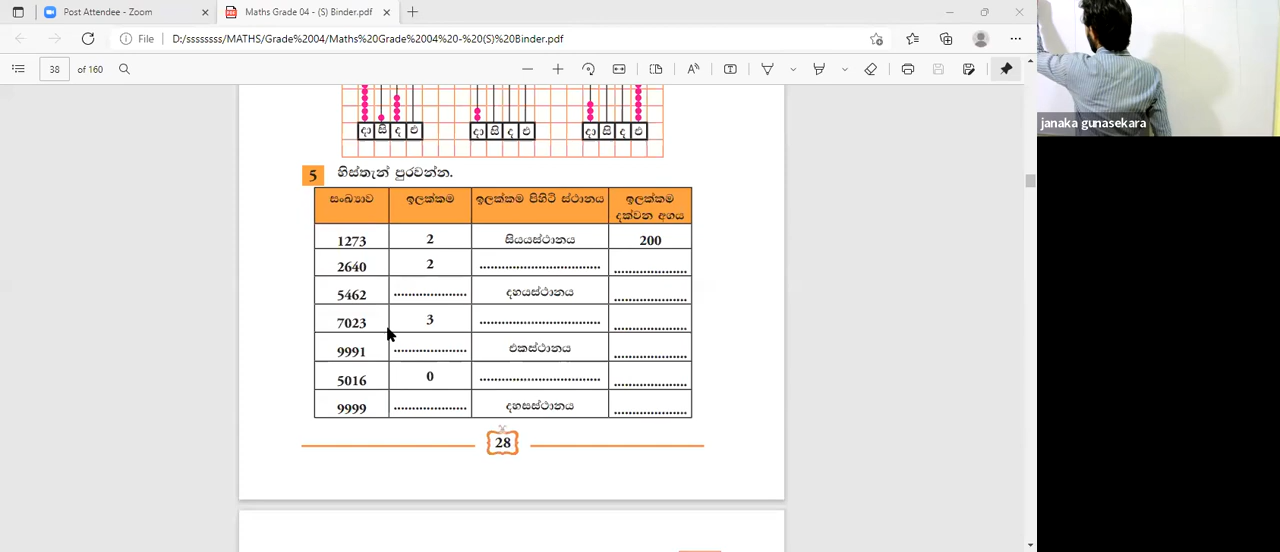 Post Attendee - Zoom
Maths Grade 04 - (S) Binder.pdf
File D:/ssssssss/MATHS/Grade%2004/Maths%20Grade%2004%20-%20(S)%20Binder.pdf
38 of 160
janaka gunasekara
දා සි ද එ දා සි ද එ දා සි ද එ
5 හිස්තැන් පුරවන්න.
සංඛ්‍යාව ඉලක්කම ඉලක්කම පිහිටි ස්ථානය ඉලක්කම දක්වන අගය
1273 2 සියයස්ථානය 200
2640 2 ................................ ....................
5462 .................... දහයස්ථානය ....................
7023 3 ................................ ....................
9991 .................... එකස්ථානය ....................
5016 0 ................................ ....................
9999 .................... දහසස්ථානය ....................
28